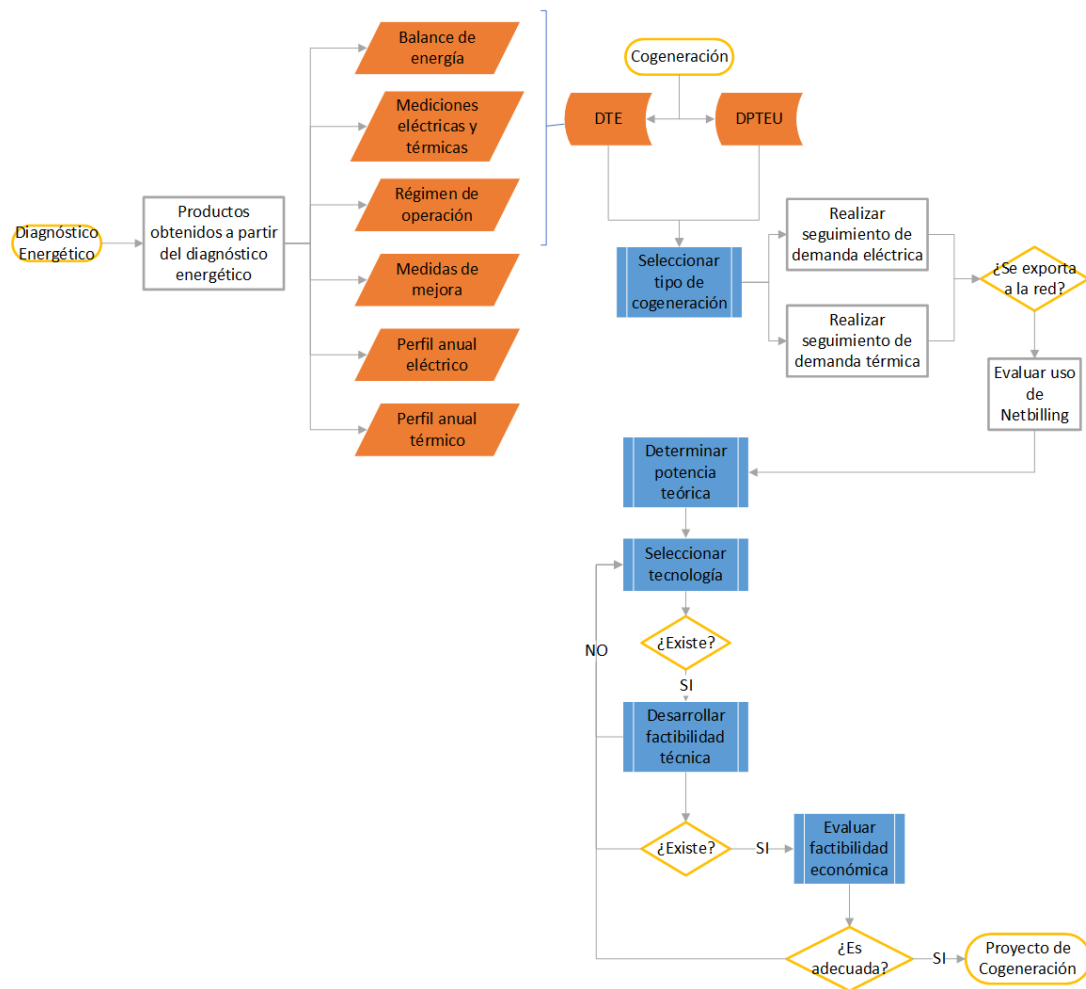 Diagnóstico
Energético
Productos
obtenidos a partir
del diagnóstico
energético
Balance de
energía
Mediciones
eléctricas y
térmicas
Régimen de
operación
Medidas de
mejora
Perfil anual
eléctrico
Perfil anual
térmico
Cogeneración
DTE
DPTEU
Seleccionar
tipo de
cogeneración
Realizar
seguimiento de
demanda eléctrica
Realizar
seguimiento de
demanda térmica
¿Se exporta
a la red?
Evaluar uso
de
Netbilling
Determinar
potencia
teórica
Seleccionar
tecnología
¿Existe?
NO
SI
Desarrollar
factibilidad
técnica
¿Existe?
SI
Evaluar
factibilidad
económica
¿Es
adecuada?
SI
Proyecto de
Cogeneración